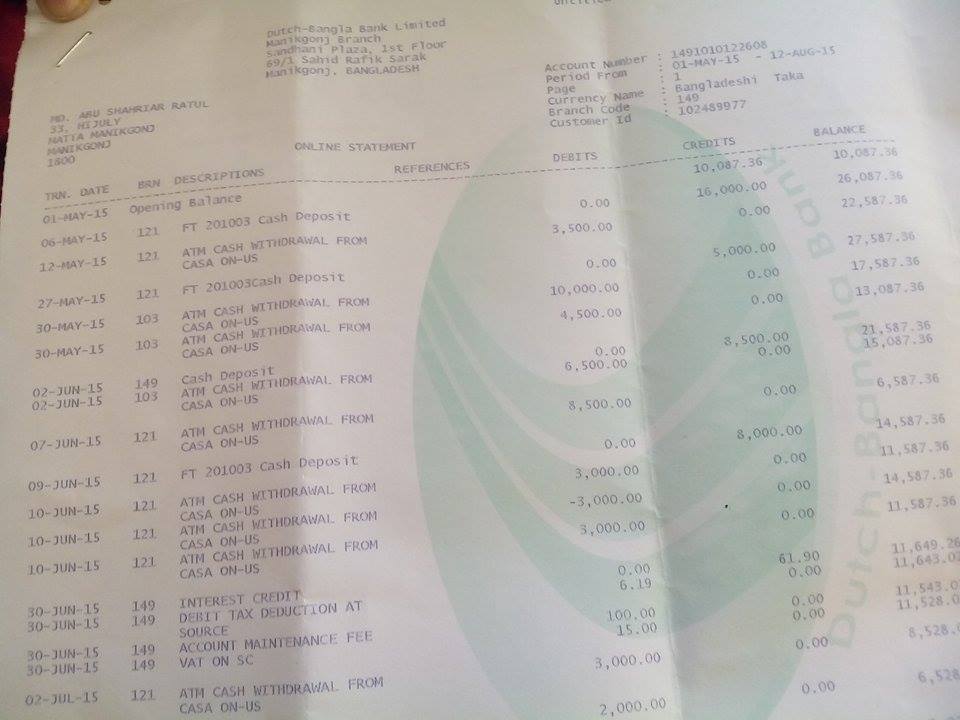 Dutch-Bangla Bank Limited
Manikgonj Branch
Sandhani Plaza, 1st Floor
69/1 Sahid Rafik Sarak
Manikgonj, BANGLADESH
Account Number : 1491010122608
Period From : 01-MAY-15 - 12-AUG-15
Page : 1
Currency Name : Bangladeshi Taka
Branch Code : 149
Customer Id : 102489977
MD. ABU SHAHRIAR RATUL
33, HIJULY
MATTA MANIKGONJ
MANIKGONJ
1800
ONLINE STATEMENT
TRN. DATE BRN DESCRIPTIONS REFERENCES DEBITS CREDITS BALANCE
01-MAY-15 Opening Balance 10,087.36 10,087.36
06-MAY-15 121 FT 201003 Cash Deposit 0.00 16,000.00 26,087.36
12-MAY-15 121 ATM CASH WITHDRAWAL FROM 3,500.00 0.00 22,587.36
CASA ON-US
27-MAY-15 121 FT 201003Cash Deposit 0.00 5,000.00 27,587.36
30-MAY-15 103 ATM CASH WITHDRAWAL FROM 10,000.00 0.00 17,587.36
CASA ON-US
30-MAY-15 103 ATM CASH WITHDRAWAL FROM 4,500.00 0.00 13,087.36
CASA ON-US
02-JUN-15 149 Cash Deposit 0.00 8,500.00 21,587.36
02-JUN-15 103 ATM CASH WITHDRAWAL FROM 6,500.00 0.00 15,087.36
CASA ON-US
07-JUN-15 121 ATM CASH WITHDRAWAL FROM 8,500.00 0.00 6,587.36
CASA ON-US
09-JUN-15 121 FT 201003 Cash Deposit 0.00 8,000.00 14,587.36
10-JUN-15 121 ATM CASH WITHDRAWAL FROM 3,000.00 0.00 11,587.36
CASA ON-US
10-JUN-15 121 ATM CASH WITHDRAWAL FROM -3,000.00 0.00 14,587.36
CASA ON-US
10-JUN-15 121 ATM CASH WITHDRAWAL FROM 3,000.00 0.00 11,587.36
CASA ON-US
30-JUN-15 149 INTEREST CREDIT 0.00 61.90 11,649.26
30-JUN-15 149 DEBIT TAX DEDUCTION AT 6.19 0.00 11,643.0
SOURCE
30-JUN-15 149 ACCOUNT MAINTENANCE FEE 100.00 0.00 11,543.0
30-JUN-15 149 VAT ON SC 15.00 0.00 11,528.0
02-JUL-15 121 ATM CASH WITHDRAWAL FROM 3,000.00 0.00 8,528.0
CASA ON-US
2,000.00 0.00 6,528
Dutch-Bangla Bank